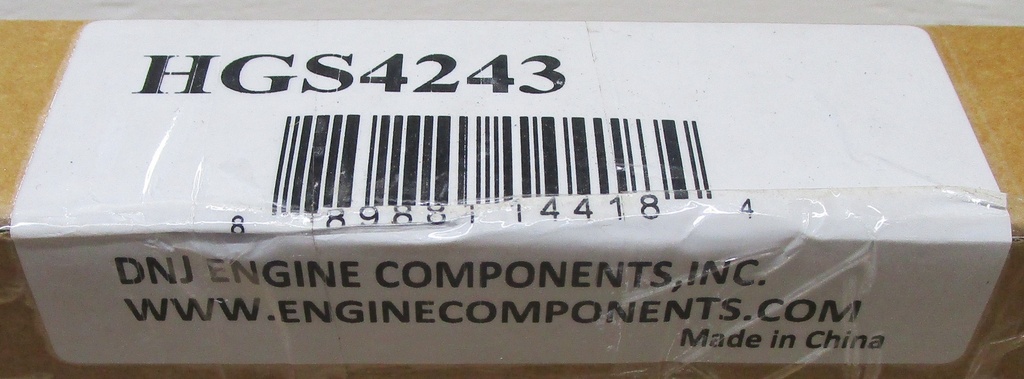 HGS4243
8 89881 14418 4
DNJ ENGINE COMPONENTS,INC.
WWW.ENGINECOMPONENTS.COM
Made in China